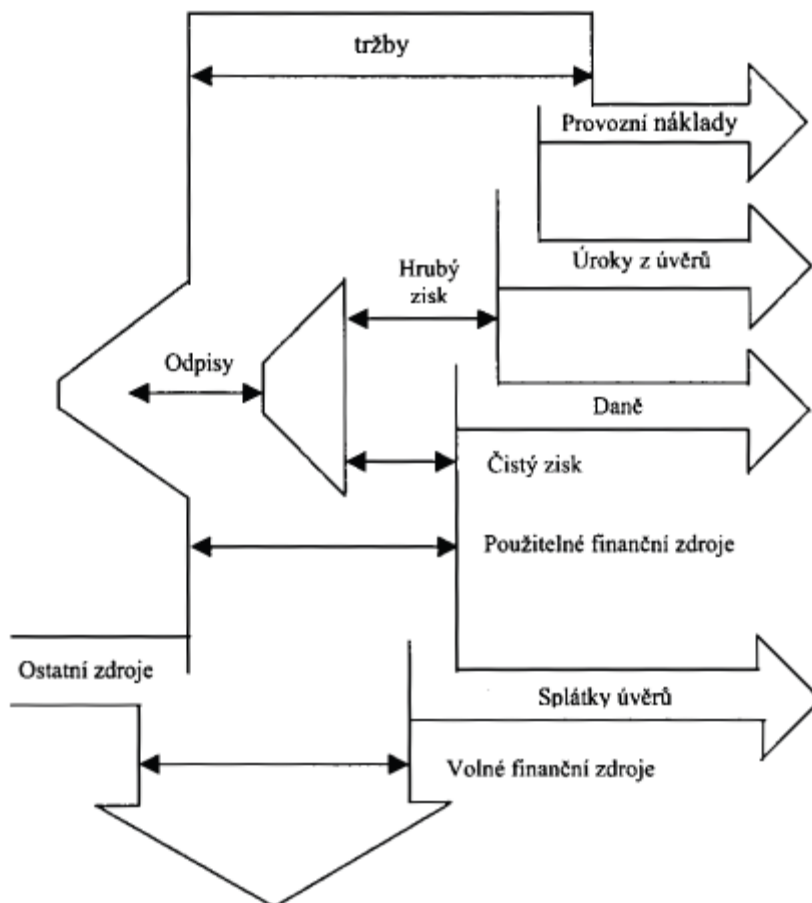 tržby
Provozní náklady
Úroky z úvěrů
Hrubý
zisk
Odpisy
Daně
Čistý zisk
Použitelné finanční zdroje
Ostatní zdroje
Splátky úvěrů
Volné finanční zdroje